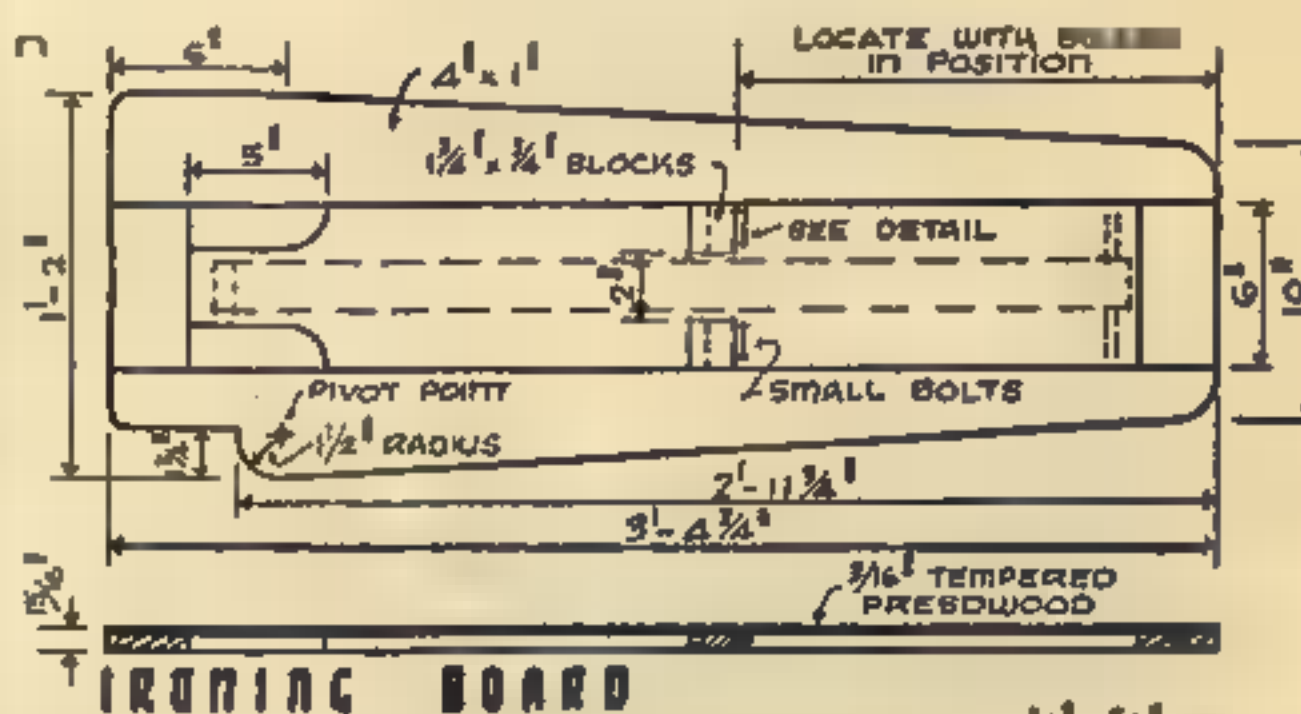 6"
4" x 1"
LOCATE WITH
IN POSITION
5"
1¾" x ¾" BLOCKS
SEE DETAIL
1'-2"
2"
6"
PIVOT POINT
1½" RADIUS
SMALL BOLTS
2'-11¾"
3'-4¾"
3/16" TEMPERED
PRESDWOOD
IRONING BOARD